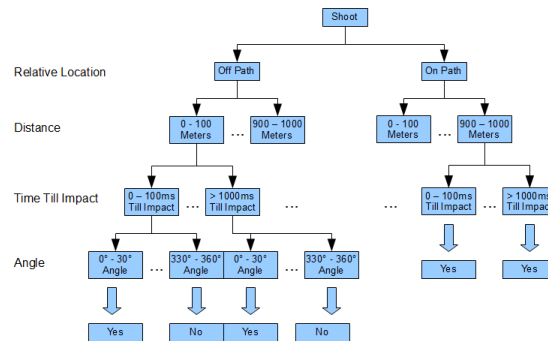 Shoot
Relative Location
Off Path
On Path
Distance
0 - 100
Meters
...
900 – 1000
Meters
0 - 100
Meters
...
900 – 1000
Meters
Time Till Impact
0 – 100ms
Till Impact
...
> 1000ms
Till Impact
...
...
0 – 100ms
Till Impact
...
> 1000ms
Till Impact
Angle
0° - 30°
Angle
...
330° - 360°
Angle
0° - 30°
Angle
...
330° - 360°
Angle
Yes
Yes
Yes
No
Yes
No